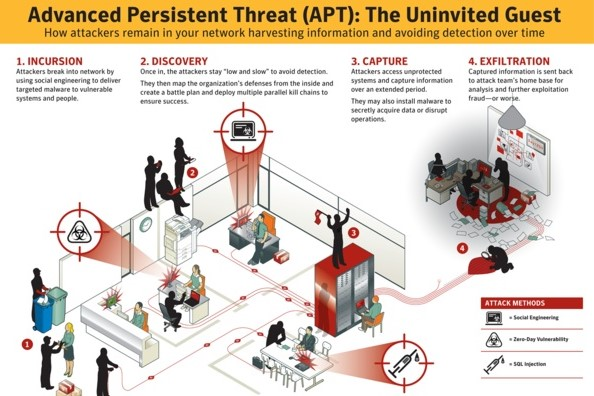 Advanced Persistent Threat (APT): The Uninvited Guest
How attackers remain in your network harvesting information and avoiding detection over time
1. INCURSION
Attackers break into network by
using social engineering to deliver
targeted malware to vulnerable
systems and people.
2. DISCOVERY
Once in, the attackers stay "low and slow" to avoid detection.
They then map the organization's defenses from the inside and
create a battle plan and deploy multiple parallel kill chains to
ensure success.
3. CAPTURE
Attackers access unprotected
systems and capture information
over an extended period.
They may also install malware to
secretly acquire data or disrupt
operations.
4. EXFILTRATION
Captured information is sent back
to attack team's home base for
analysis and further exploitation
fraud—or worse.
2
3
4
1
ATTACK METHODS
= Social Engineering
= Zero-Day Vulnerability
= SQL Injection